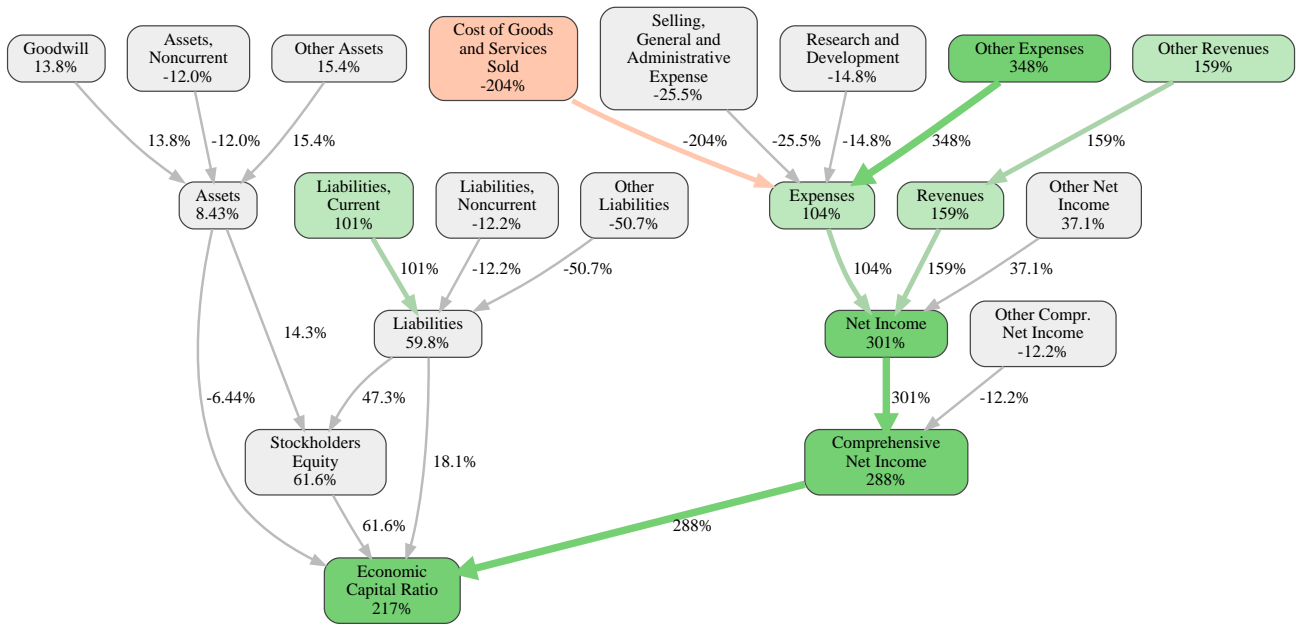 Goodwill
13.8%
Assets,
Noncurrent
-12.0%
Other Assets
15.4%
Cost of Goods
and Services
Sold
-204%
Selling,
General and
Administrative
Expense
-25.5%
Research and
Development
-14.8%
Other Expenses
348%
Other Revenues
159%
13.8%
-12.0%
15.4%
-204%
-25.5%
-14.8%
348%
159%
Assets
8.43%
Liabilities,
Current
101%
Liabilities,
Noncurrent
-12.2%
Other
Liabilities
-50.7%
Expenses
104%
Revenues
159%
Other Net
Income
37.1%
101%
-12.2%
-50.7%
104%
159%
37.1%
14.3%
Liabilities
59.8%
Net Income
301%
Other Compr.
Net Income
-12.2%
-6.44%
47.3%
301%
-12.2%
Stockholders
Equity
61.6%
18.1%
Comprehensive
Net Income
288%
61.6%
288%
Economic
Capital Ratio
217%